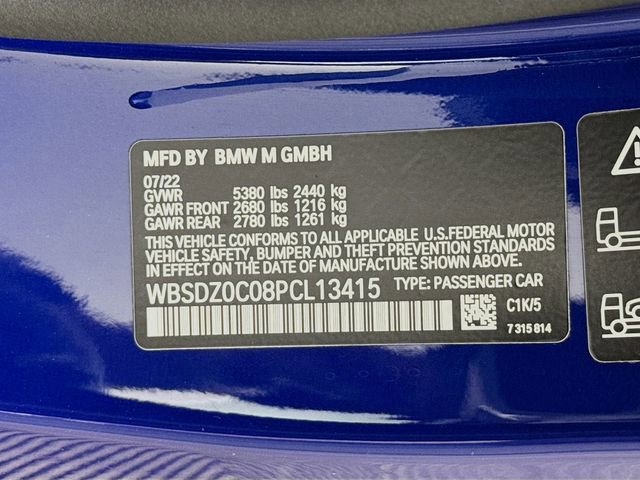 MFD BY BMW M GMBH
07/22
GVWR 5380 lbs 2440 kg
GAWR FRONT 2680 lbs 1216 kg
GAWR REAR 2780 lbs 1261 kg
THIS VEHICLE CONFORMS TO ALL APPLICABLE U.S.FEDERAL MOTOR
VEHICLE SAFETY, BUMPER AND THEFT PREVENTION STANDARDS
IN EFFECT ON THE DATE OF MANUFACTURE SHOWN ABOVE.
WBSDZ0C08PCL13415 TYPE: PASSENGER CAR
C1K/5
7 315 814